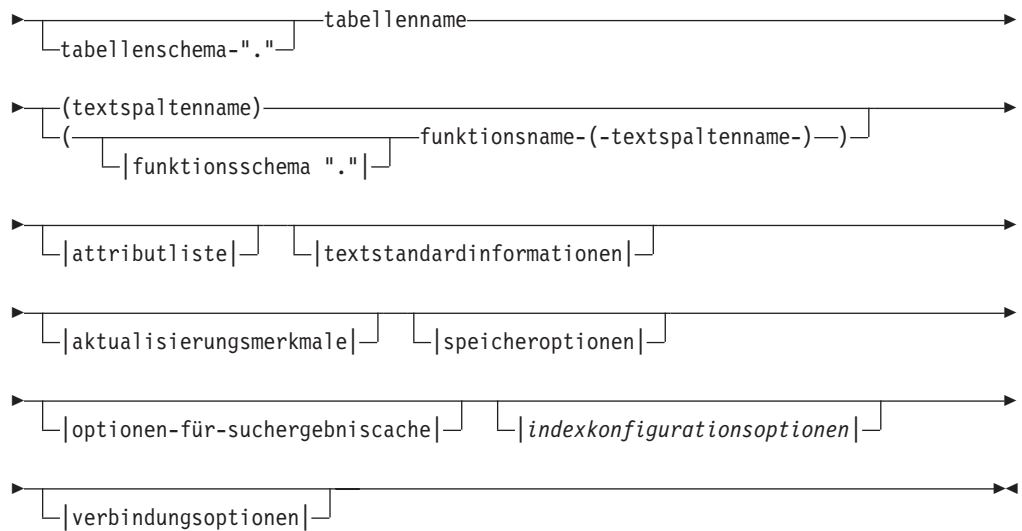 tabellenname
tabellenschema-"."
(textspaltenname)
( funktionsname-(-textspaltenname-) )
|funktionsschema "."|
|attributliste| |textstandardinformationen|
|aktualisierungsmerkmale| |speicheroptionen|
|optionen-für-suchergebniscache| |indexkonfigurationsoptionen|
|verbindungsoptionen|